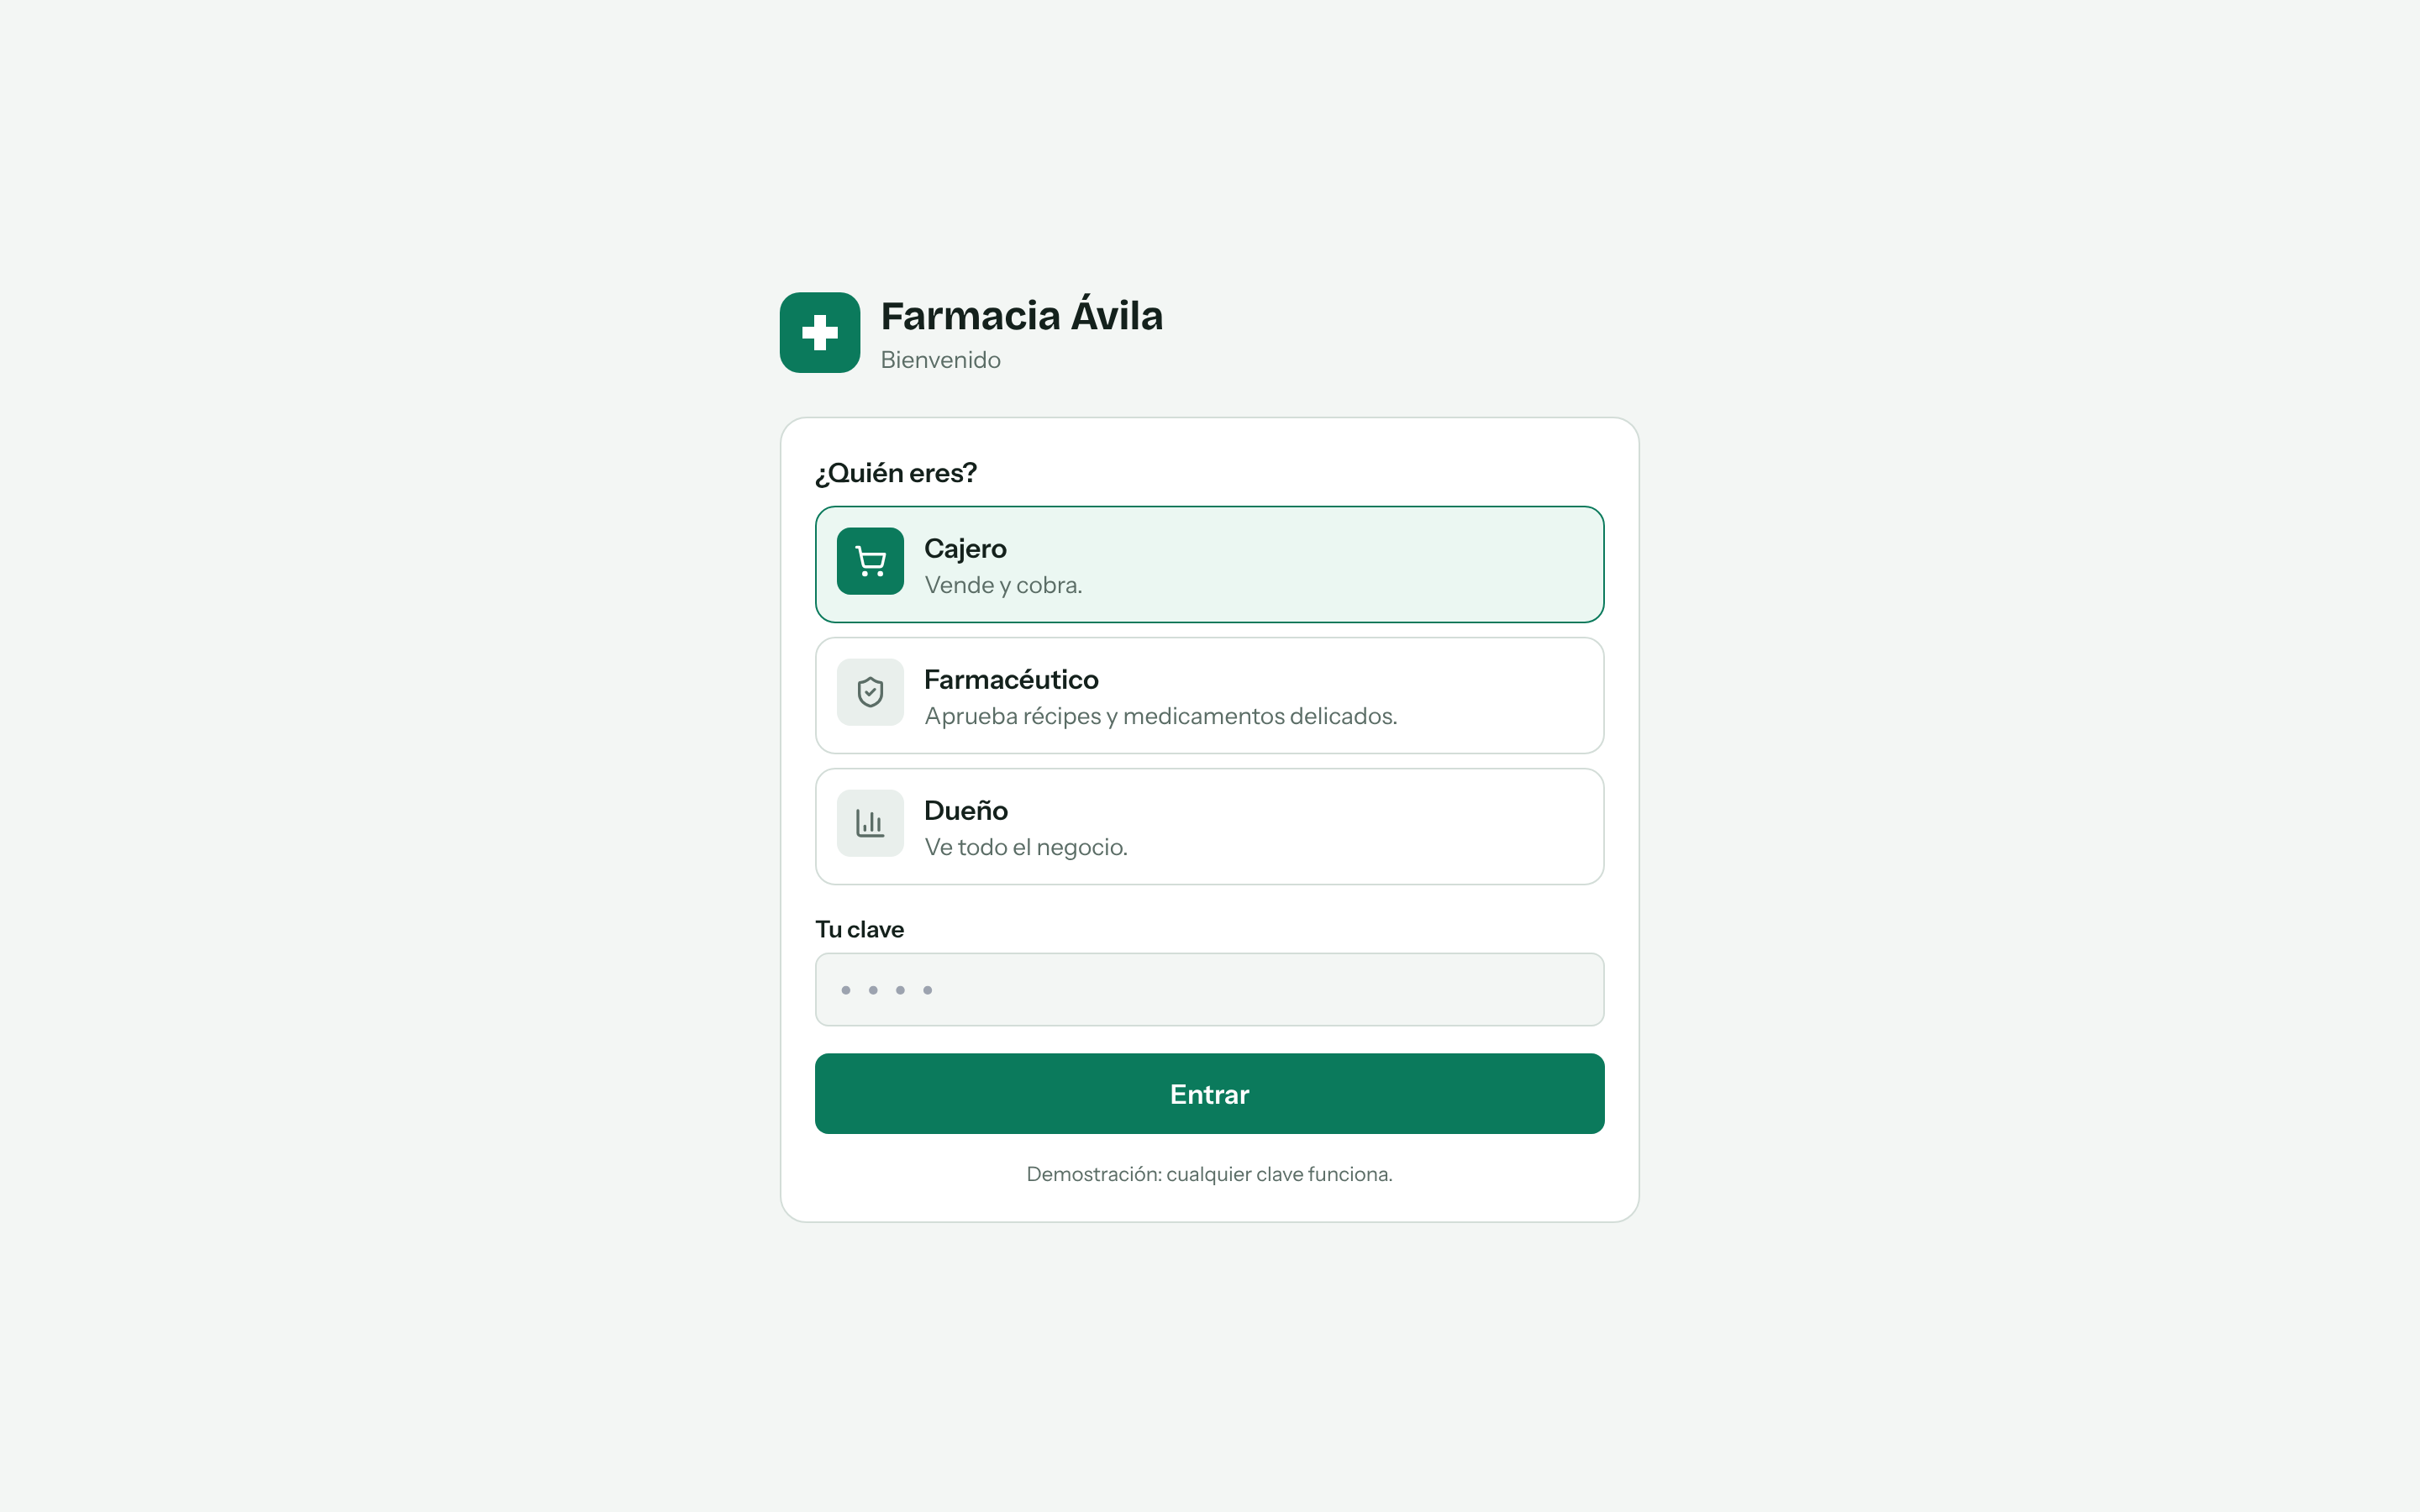 Farmacia Ávila
Bienvenido
¿Quién eres?
Cajero
Vende y cobra.
Farmacéutico
Aprueba récipes y medicamentos delicados.
Dueño
Ve todo el negocio.
Tu clave
Entrar
Demostración: cualquier clave funciona.